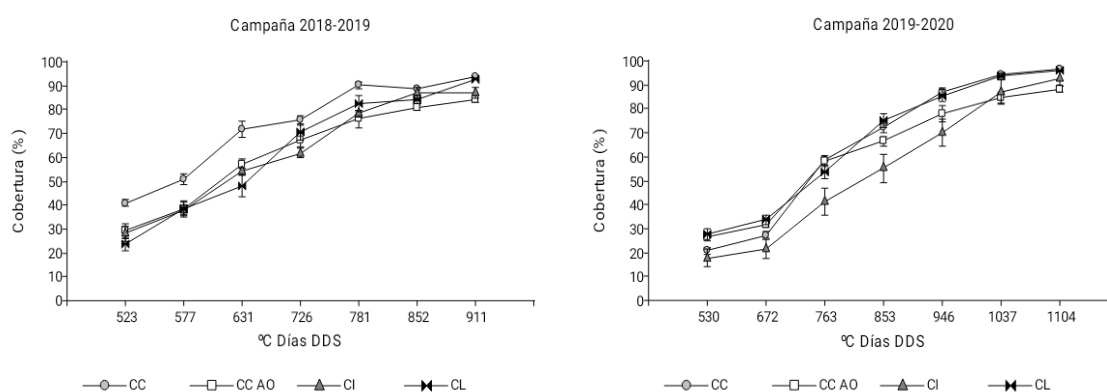 Campaña 2018-2019
Cobertura (%)
100
90
80
70
60
50
40
30
20
10
0
523 577 631 726 781 852 911
ºC Días DDS
CC CC AO CI CL
Campaña 2019-2020
Cobertura (%)
100
90
80
70
60
50
40
30
20
10
0
530 672 763 853 946 1037 1104
ºC Días DDS
CC CC AO CI CL